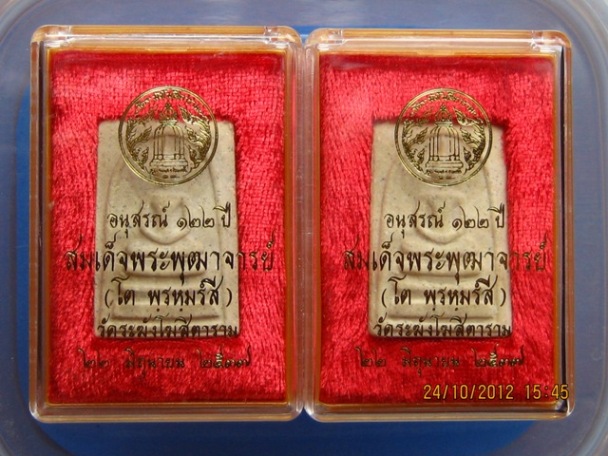 อนุสรณ์ ๑๒๒ ปี
สมเด็จพระพุฒาจารย์
(โต พฺรหฺมรํสี)
วัดระฆังโฆสิตาราม
๒๒ มิถุนายน ๒๕๓๗
อนุสรณ์ ๑๒๒ ปี
สมเด็จพระพุฒาจารย์
(โต พฺรหฺมรํสี)
วัดระฆังโฆสิตาราม
๒๒ มิถุนายน ๒๕๓๗
24/10/2012 15:45